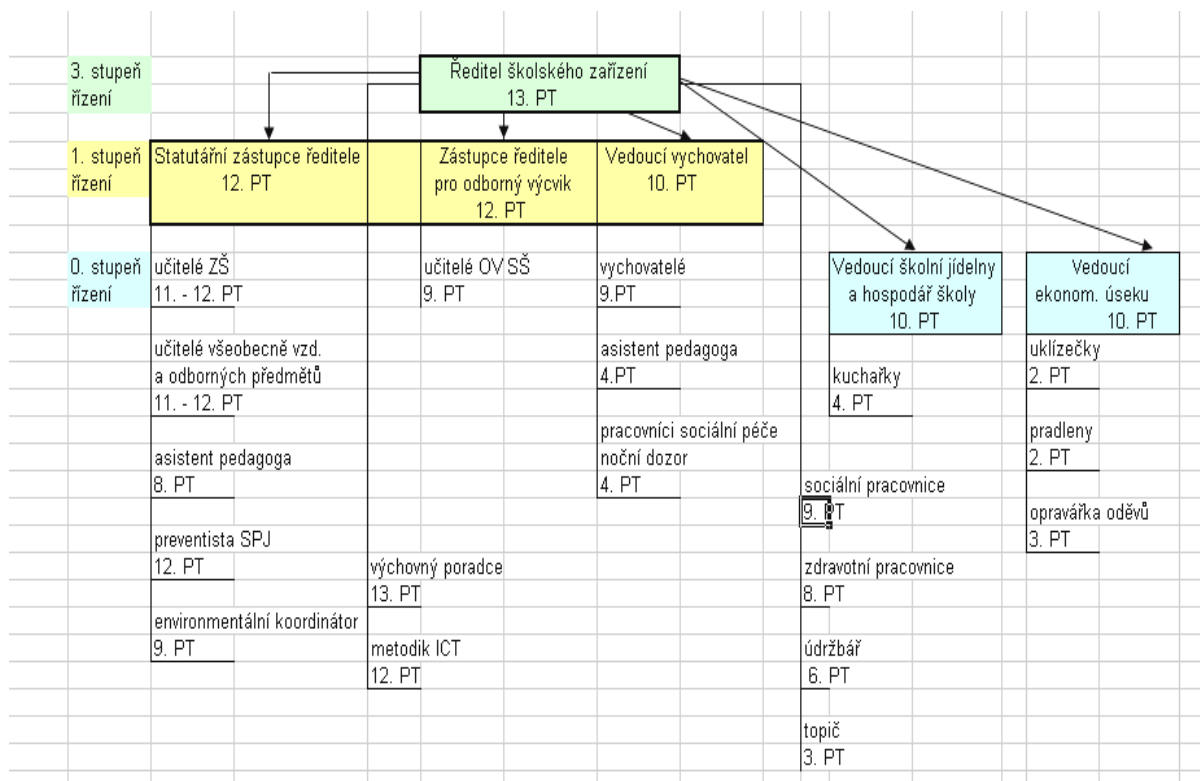 3. stupeň
řízení
Ředitel školského zařízení
13. PT
1. stupeň
řízení
Statutářní zástupce ředitele
12. PT
Zástupce ředitele
pro odborný výcvik
12. PT
Vedoucí vychovatel
10. PT
0. stupeň
řízení
učitelé ZŠ
11. - 12. PT
učitelé všeobecně vzd.
a odborných předmětů
11. - 12. PT
asistent pedagoga
8. PT
preventista SPJ
12. PT
environmentální koordinátor
9. PT
výchovný poradce
13. PT
metodik ICT
12. PT
učitelé OV SŠ
9. PT
vychovatelé
9.PT
asistent pedagoga
4.PT
pracovníci sociální péče
noční dozor
4. PT
sociální pracovnice
9. PT
zdravotní pracovnice
8. PT
údržbář
6. PT
topič
3. PT
Vedoucí školní jídelny
a hospodář školy
10. PT
kuchařky
4. PT
Vedoucí
ekonom. úseku
10. PT
uklízečky
2. PT
pradleny
2. PT
opravářka oděvů
3. PT